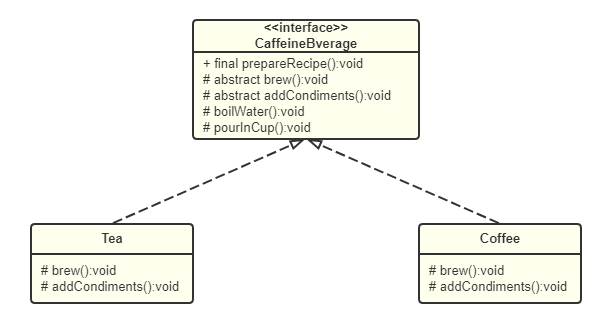 <<interface>>
CaffeineBverage
+ final prepareRecipe():void
# abstract brew():void
# abstract addCondiments():void
# boilWater():void
# pourInCup():void
Tea
# brew():void
# addCondiments():void
Coffee
# brew():void
# addCondiments():void